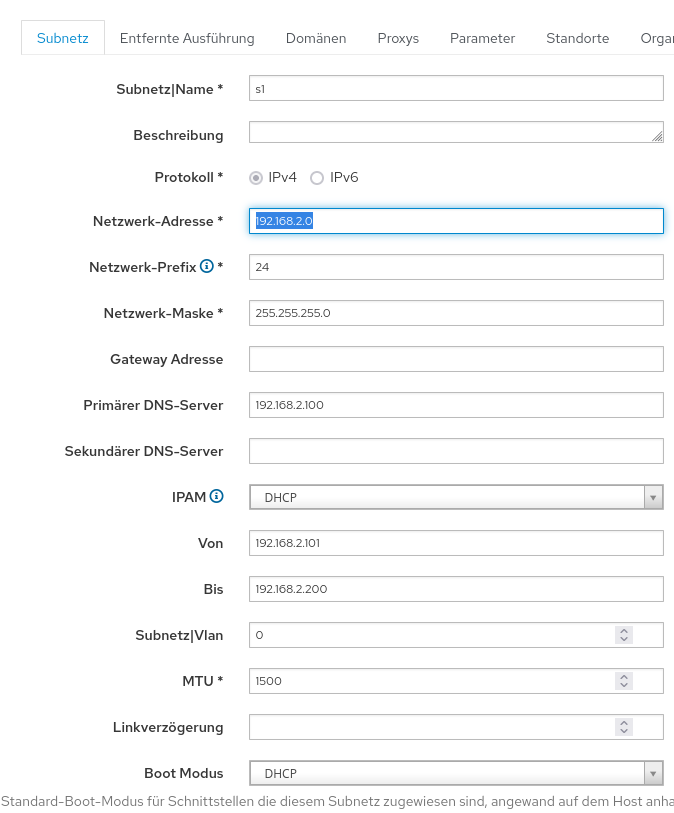 Subnetz Entfernte Ausführung Domänen Proxys Parameter Standorte Orga
Subnetz|Name * s1
Beschreibung
Protokoll * IPv4 IPv6
Netzwerk-Adresse * 192.168.2.0
Netzwerk-Prefix * 24
Netzwerk-Maske * 255.255.255.0
Gateway Adresse
Primärer DNS-Server 192.168.2.100
Sekundärer DNS-Server
IPAM DHCP
Von 192.168.2.101
Bis 192.168.2.200
Subnetz|Vlan 0
MTU * 1500
Linkverzögerung
Boot Modus DHCP
Standard-Boot-Modus für Schnittstellen die diesem Subnetz zugewiesen sind, angewand auf dem Host anha